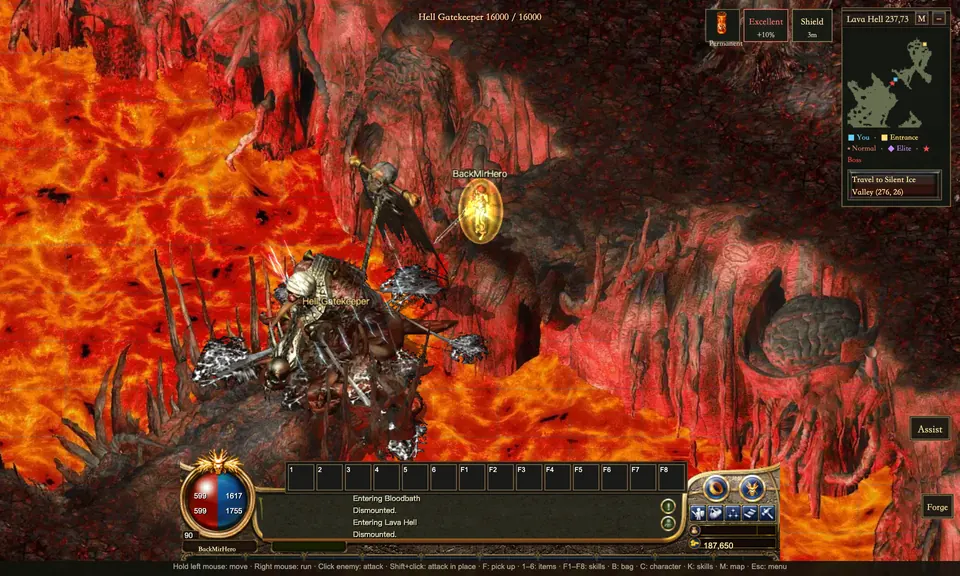 Hell Gatekeeper 16000 / 16000
Permanent
Excellent
+10%
Shield
3m
Lava Hell 237,73
M
–
You · Entrance
Normal · Elite ·
Boss
Travel to Silent Ice
Valley (276, 26)
BackMirHero
Hell Gatekeeper
Assist
Forge
1 2 3 4 5 6 F1 F2 F3 F4 F5 F6 F7 F8
599 1617
599 1755
90
BackMirHero
Entering Bloodbath
Dismounted.
Entering Lava Hell
Dismounted.
187,650
Hold left mouse: move · Right mouse: run · Click enemy: attack · Shift+click: attack in place · F: pick up · 1–6: items · F1–F8: skills · B: bag · C: character · K: skills · M: map · Esc: menu